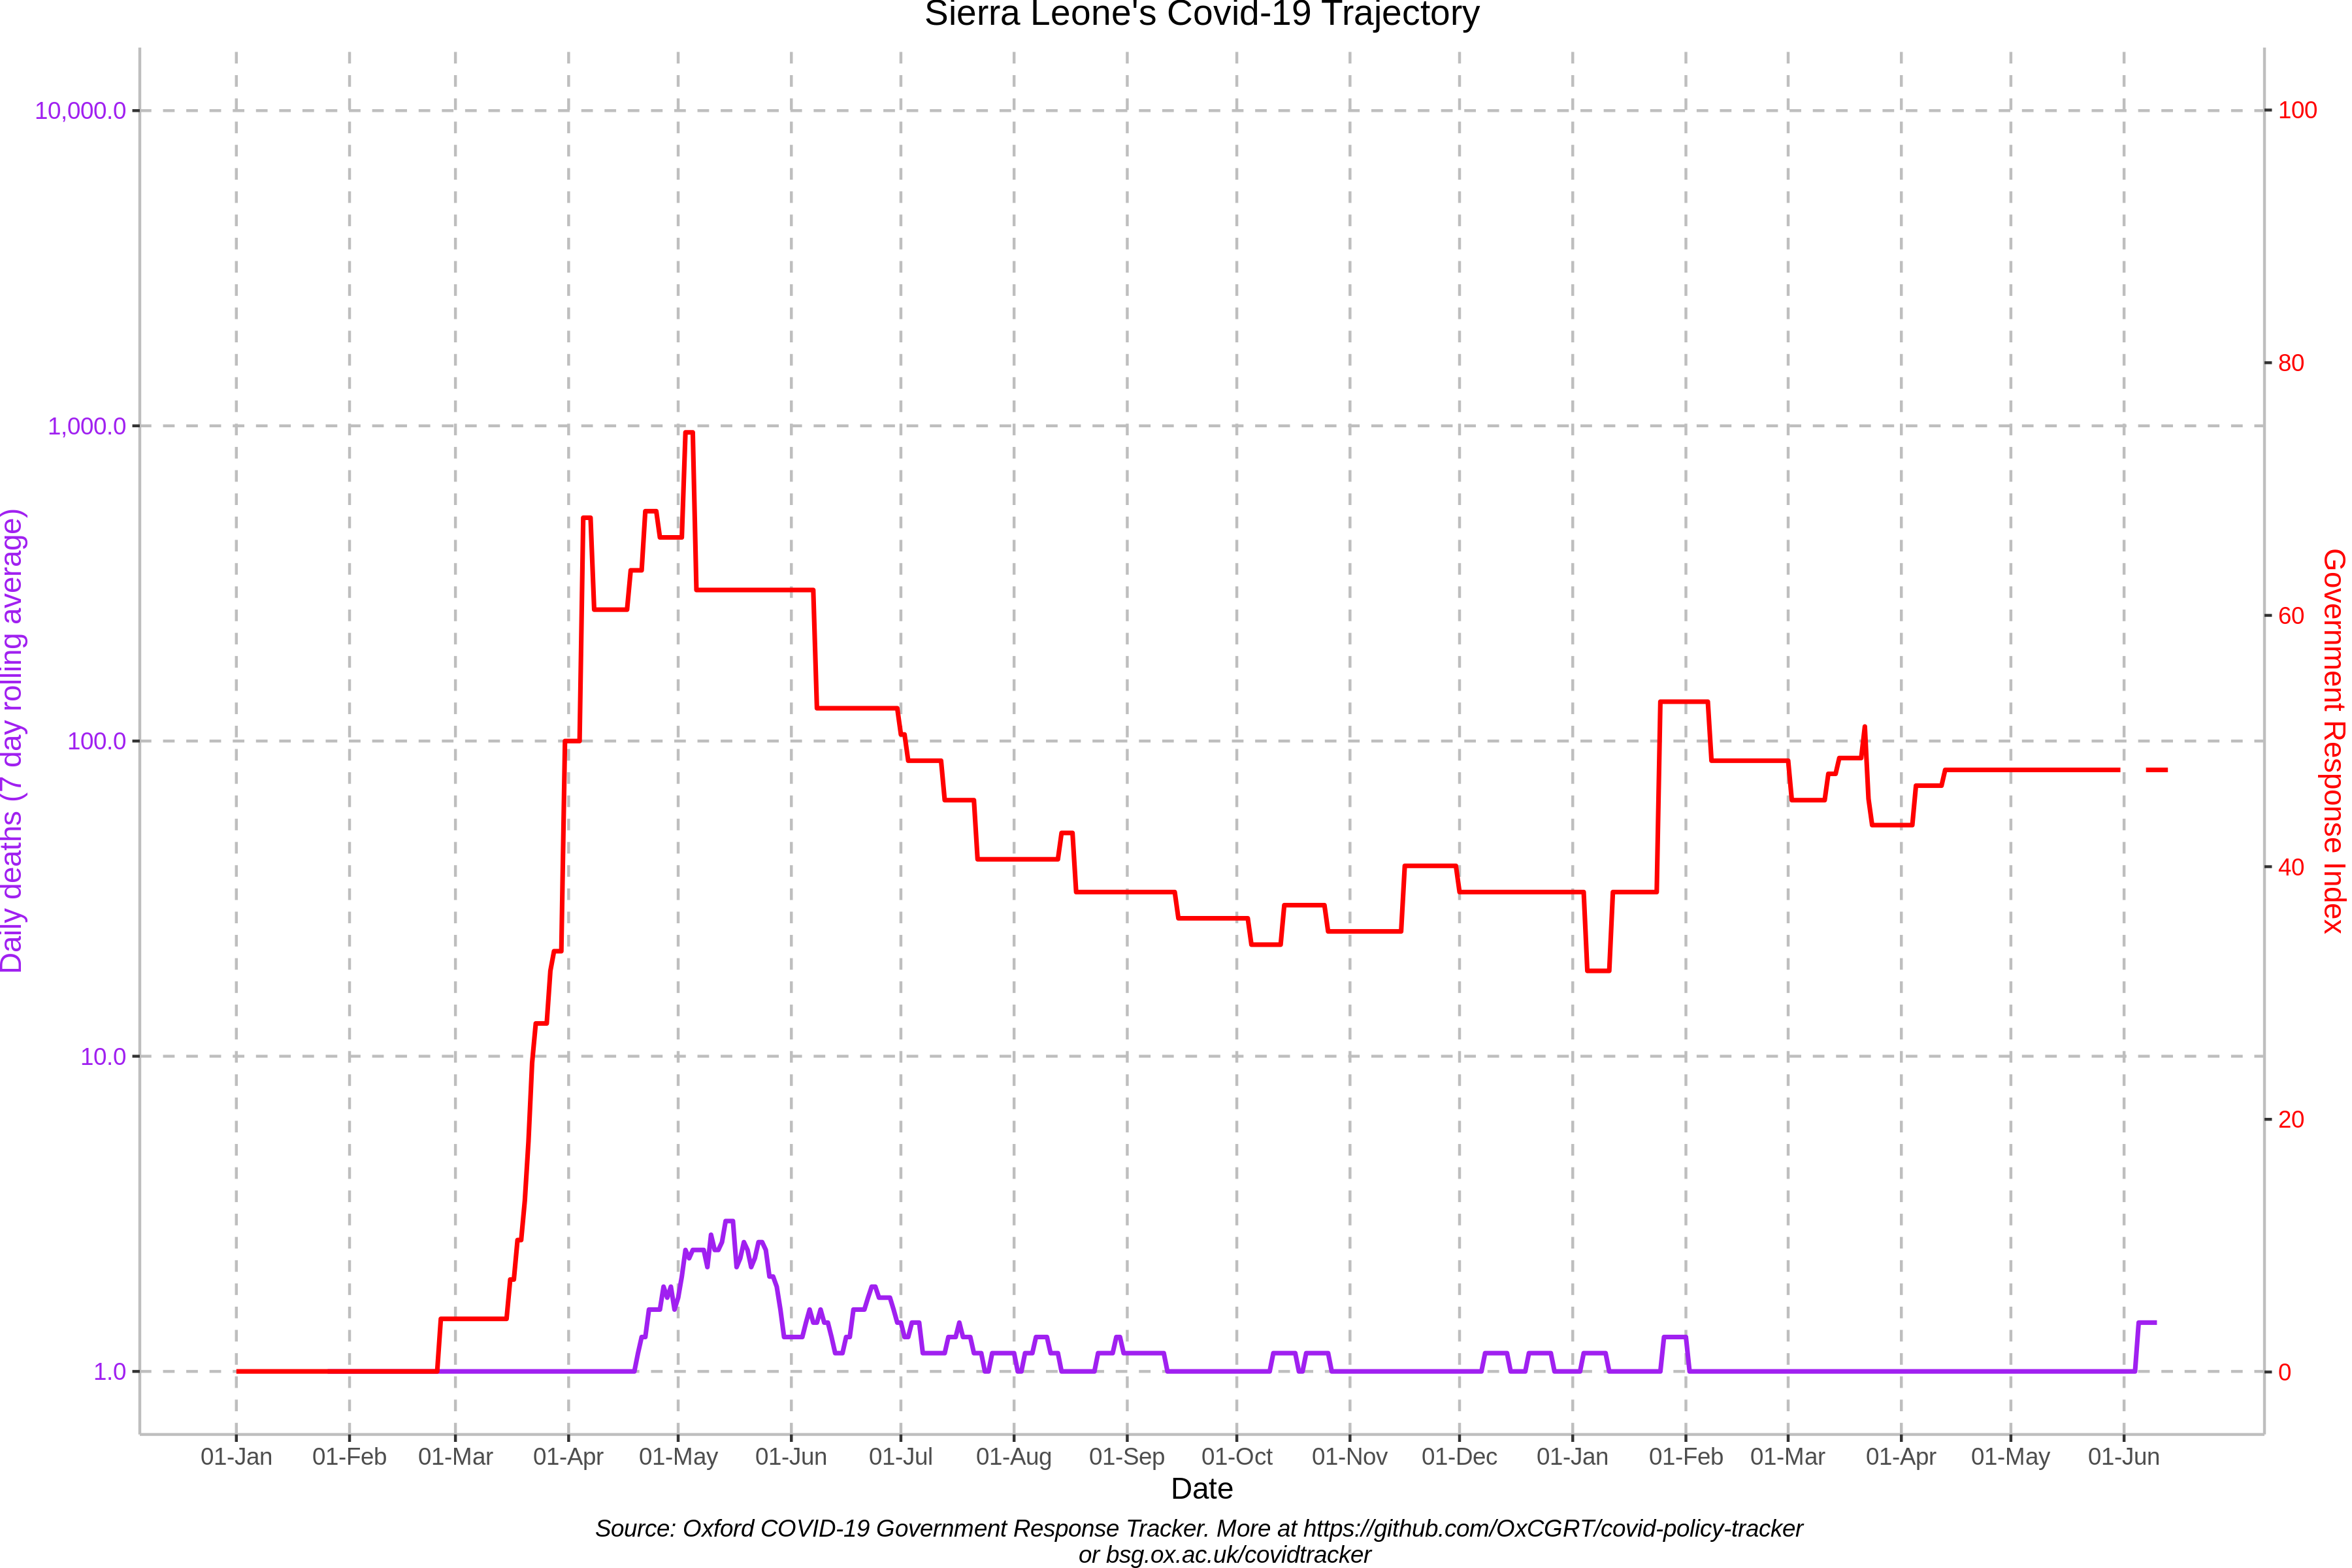 Sierra Leone's Covid-19 Trajectory
10,000.0
1,000.0
100.0
10.0
1.0
Daily deaths (7 day rolling average)
100
80
60
40
20
0
Government Response Index
01-Jan 01-Feb 01-Mar 01-Apr 01-May 01-Jun 01-Jul 01-Aug 01-Sep 01-Oct 01-Nov 01-Dec 01-Jan 01-Feb 01-Mar 01-Apr 01-May 01-Jun
Date
Source: Oxford COVID-19 Government Response Tracker. More at https://github.com/OxCGRT/covid-policy-tracker
or bsg.ox.ac.uk/covidtracker